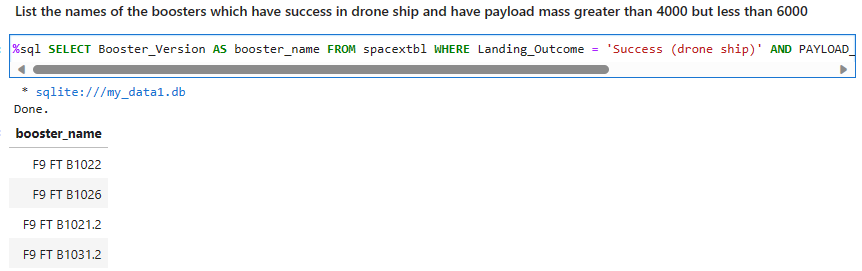 List the names of the boosters which have success in drone ship and have payload mass greater than 4000 but less than 6000
%sql SELECT Booster_Version AS booster_name FROM spacextbl WHERE Landing_Outcome = 'Success (drone ship)' AND PAYLOAD_
* sqlite:///my_data1.db
Done.
booster_name
F9 FT B1022
F9 FT B1026
F9 FT B1021.2
F9 FT B1031.2